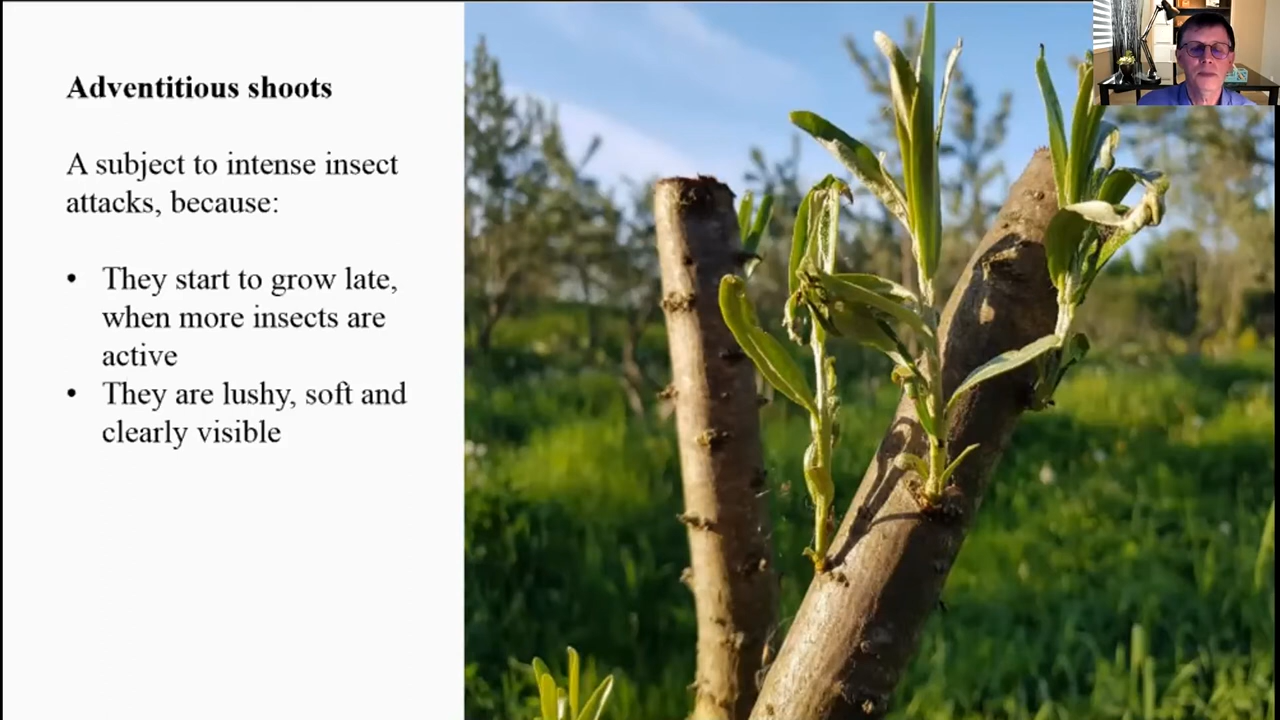 Adventitious shoots
A subject to intense insect
attacks, because:
• They start to grow late,
when more insects are
active
• They are lushy, soft and
clearly visible